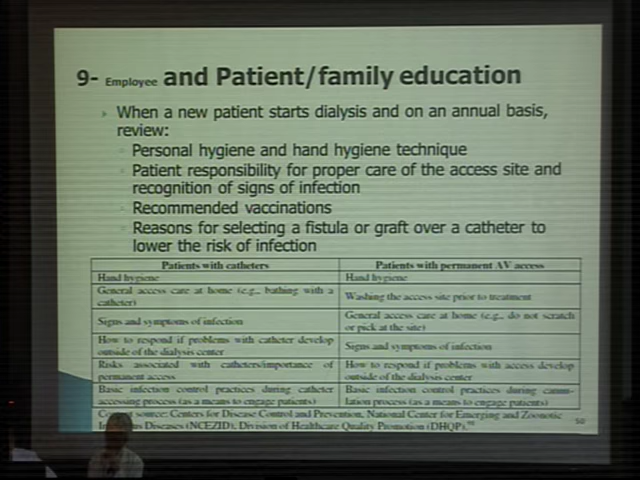 9- Employee and Patient/family education
When a new patient starts dialysis and on an annual basis,
review:
Personal hygiene and hand hygiene technique
Patient responsibility for proper care of the access site and
recognition of signs of infection
Recommended vaccinations
Reasons for selecting a fistula or graft over a catheter to
lower the risk of infection
Patients with catheters
Hand hygiene
General access care at home (e.g., bathing with a
catheter)
Signs and symptoms of infection
How to respond if problems with catheter develop
outside of the dialysis center
Risks associated with catheters/importance of
permanent access
Basic infection control practices during catheter
accessing process (as a means to engage patients)
Patients with permanent AV access
Hand hygiene
Washing the access site prior to treatment
General access care at home (e.g., do not scratch
or pick at the site)
Signs and symptoms of infection
How to respond if problems with access develop
outside of the dialysis center
Basic infection control practices during cannu-
lation process (as a means to engage patients)
source: Centers for Disease Control and Prevention, National Center for Emerging and Zoonotic
Diseases (NCEZID), Division of Healthcare Quality Promotion (DHQP).
50